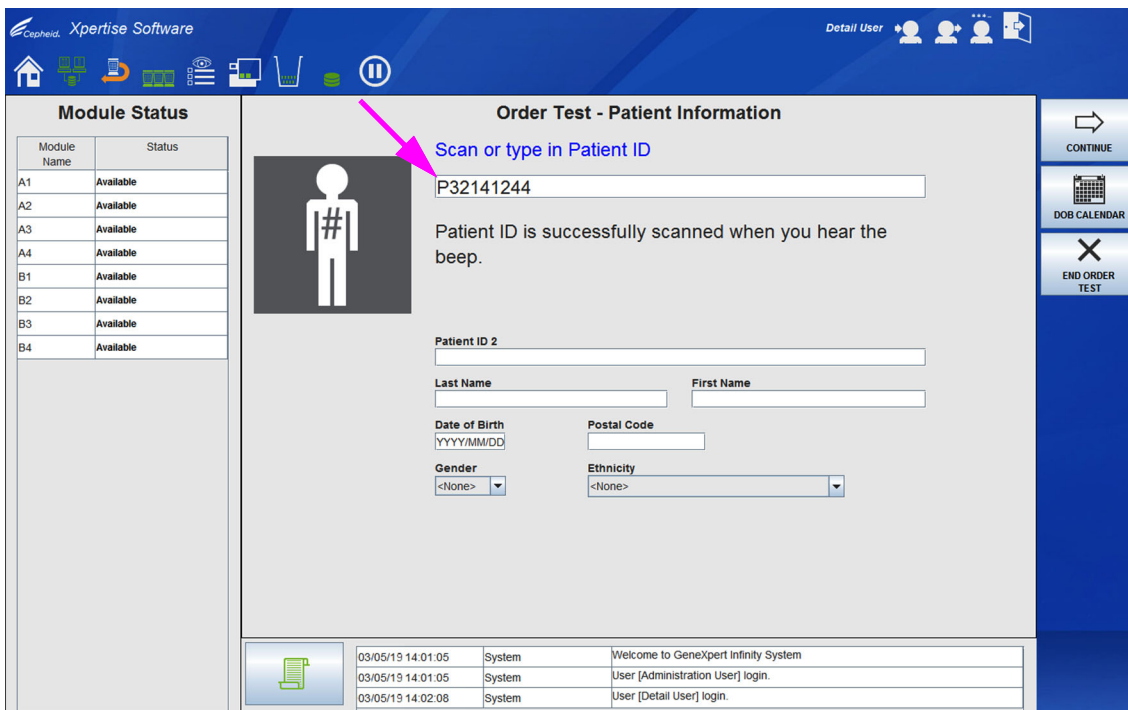 Cepheid. Xpertise Software
Detail User
Module Status
Module Name Status
A1 Available
A2 Available
A3 Available
A4 Available
B1 Available
B2 Available
B3 Available
B4 Available
Order Test - Patient Information
Scan or type in Patient ID
P32141244
#
Patient ID is successfully scanned when you hear the
beep.
Patient ID 2
Last Name First Name
Date of Birth Postal Code
YYYY/MM/DD
Gender Ethnicity
<None> <None>
CONTINUE
DOB CALENDAR
END ORDER
TEST
03/05/19 14:01:05 System Welcome to GeneXpert Infinity System
03/05/19 14:01:05 System User [Administration User] login.
03/05/19 14:02:08 System User [Detail User] login.